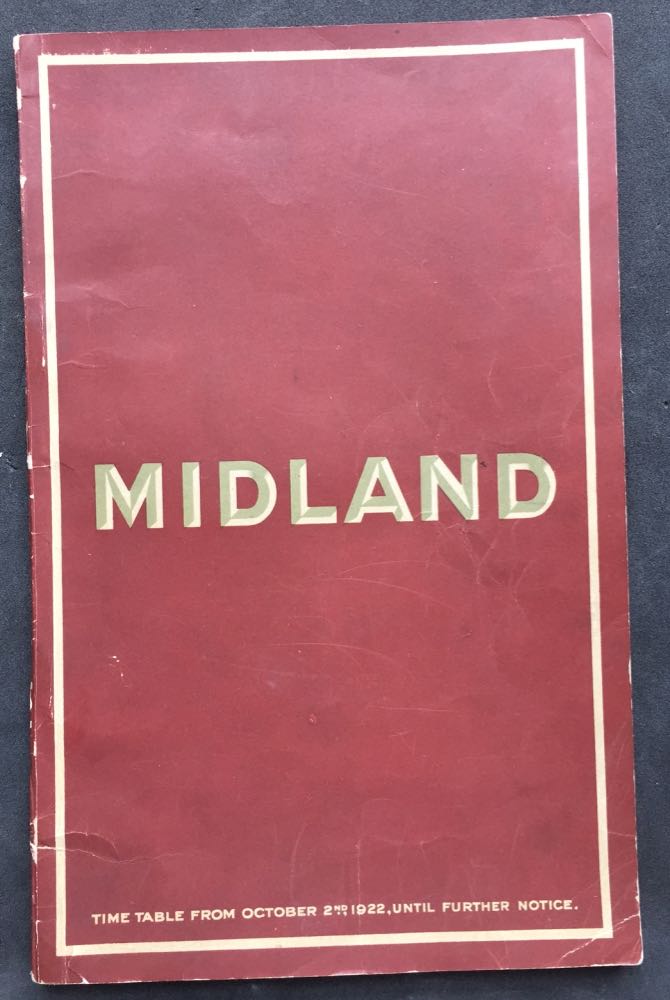 MIDLAND
TIME TABLE FROM OCTOBER 2ND, 1922, UNTIL FURTHER NOTICE.